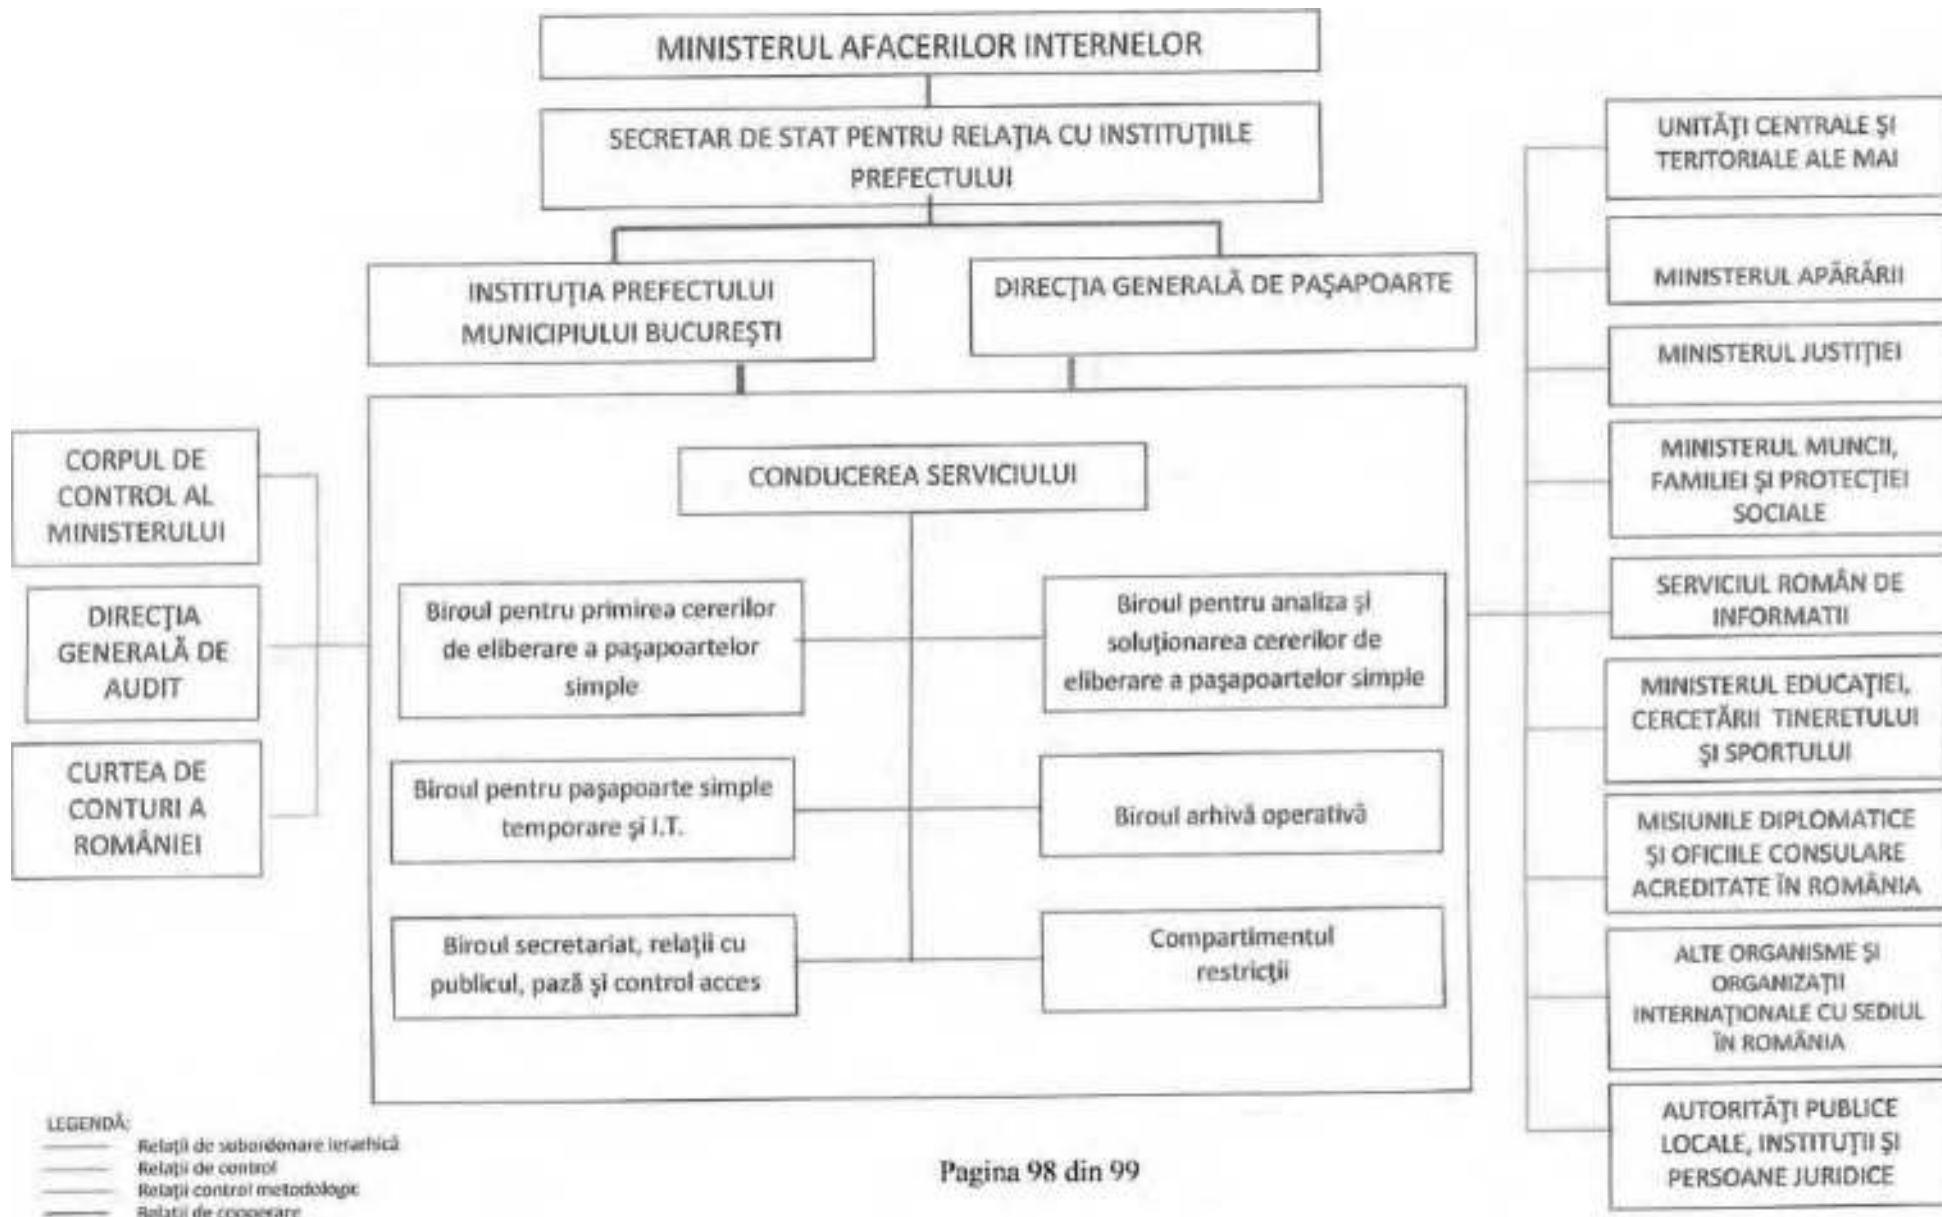 MINISTERUL AFACERILOR INTERNELOR
SECRETAR DE STAT PENTRU RELAŢIA CU INSTITUŢIILE
PREFECTULUI
INSTITUŢIA PREFECTULUI
MUNICIPIULUI BUCUREŞTI
DIRECŢIA GENERALĂ DE PAŞAPOARTE
CORPUL DE
CONTROL AL
MINISTERULUI
DIRECŢIA
GENERALĂ DE
AUDIT
CURTEA DE
CONTURI A
ROMÂNIEI
CONDUCEREA SERVICIULUI
Biroul pentru primirea cererilor
de eliberare a paşapoartelor
simple
Biroul pentru analiza şi
soluţionarea cererilor de
eliberare a paşapoartelor simple
Biroul pentru paşapoarte simple
temporare şi I.T.
Biroul arhivă operativă
Biroul secretariat, relaţii cu
publicul, pază şi control acces
Compartimentul
restricţii
UNITĂŢI CENTRALE ŞI
TERITORIALE ALE MAI
MINISTERUL APĂRĂRII
MINISTERUL JUSTIŢIEI
MINISTERUL MUNCII,
FAMILIEI ŞI PROTECŢIEI
SOCIALE
SERVICIUL ROMÂN DE
INFORMATII
MINISTERUL EDUCAŢIEI,
CERCETĂRII TINERETULUI
ŞI SPORTULUI
MISIUNILE DIPLOMATICE
ŞI OFICIILE CONSULARE
ACREDITATE ÎN ROMÂNIA
ALTE ORGANISME ŞI
ORGANIZAŢII
INTERNAŢIONALE CU SEDIUL
ÎN ROMÂNIA
AUTORITĂŢI PUBLICE
LOCALE, INSTITUŢII ŞI
PERSOANE JURIDICE
LEGENDĂ:
Relaţii de subordonare ierarhică
Relaţii de control
Relaţii control metodologic
Relaţii de cooperare
Pagina 98 din 99